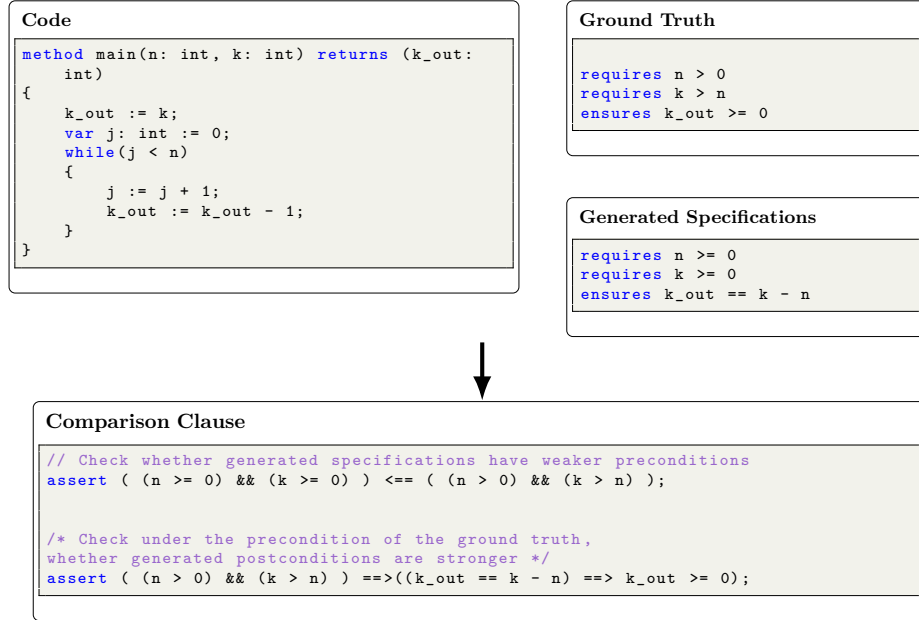 Code
method main(n: int, k: int) returns (k_out:
int)
{
k_out := k;
var j: int := 0;
while(j < n)
{
j := j + 1;
k_out := k_out - 1;
}
}
Ground Truth
requires n > 0
requires k > n
ensures k_out >= 0
Generated Specifications
requires n >= 0
requires k >= 0
ensures k_out == k - n
Comparison Clause
// Check whether generated specifications have weaker preconditions
assert ( (n >= 0) && (k >= 0) ) <== ( (n > 0) && (k > n) );
/* Check under the precondition of the ground truth,
whether generated postconditions are stronger */
assert ( (n > 0) && (k > n) ) ==>((k_out == k - n) ==> k_out >= 0);